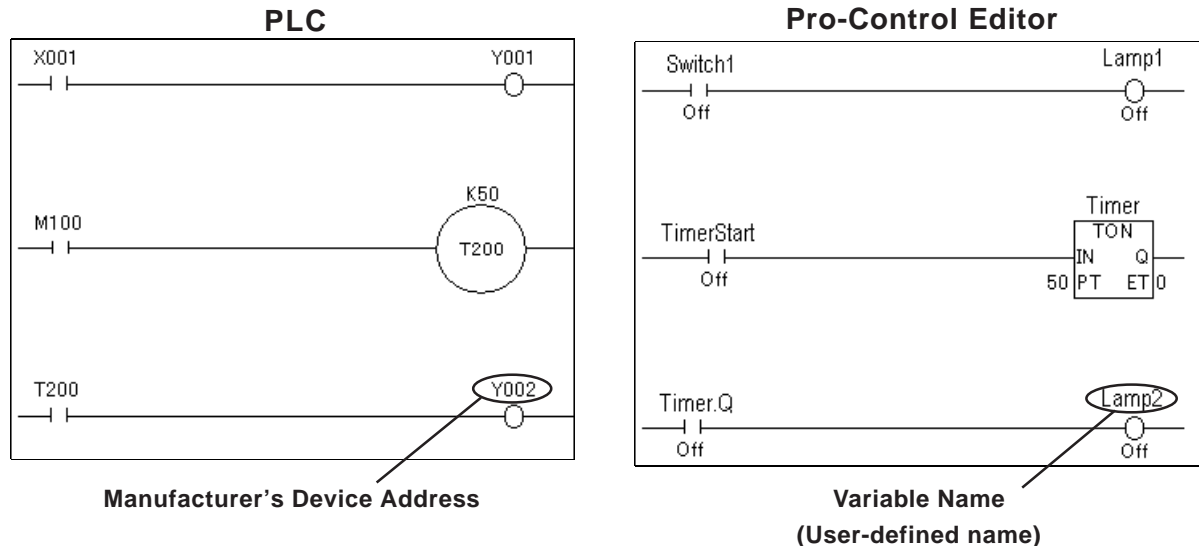 PLC
X001 Y001
K50
M100
T200
T200 Y002
Manufacturer’s Device Address
Pro-Control Editor
Switch1 Lamp1
Off Off
Timer
TimerStart TON
IN Q
Off 50 PT ET 0
Timer.Q Lamp2
Off Off
Variable Name
(User-defined name)